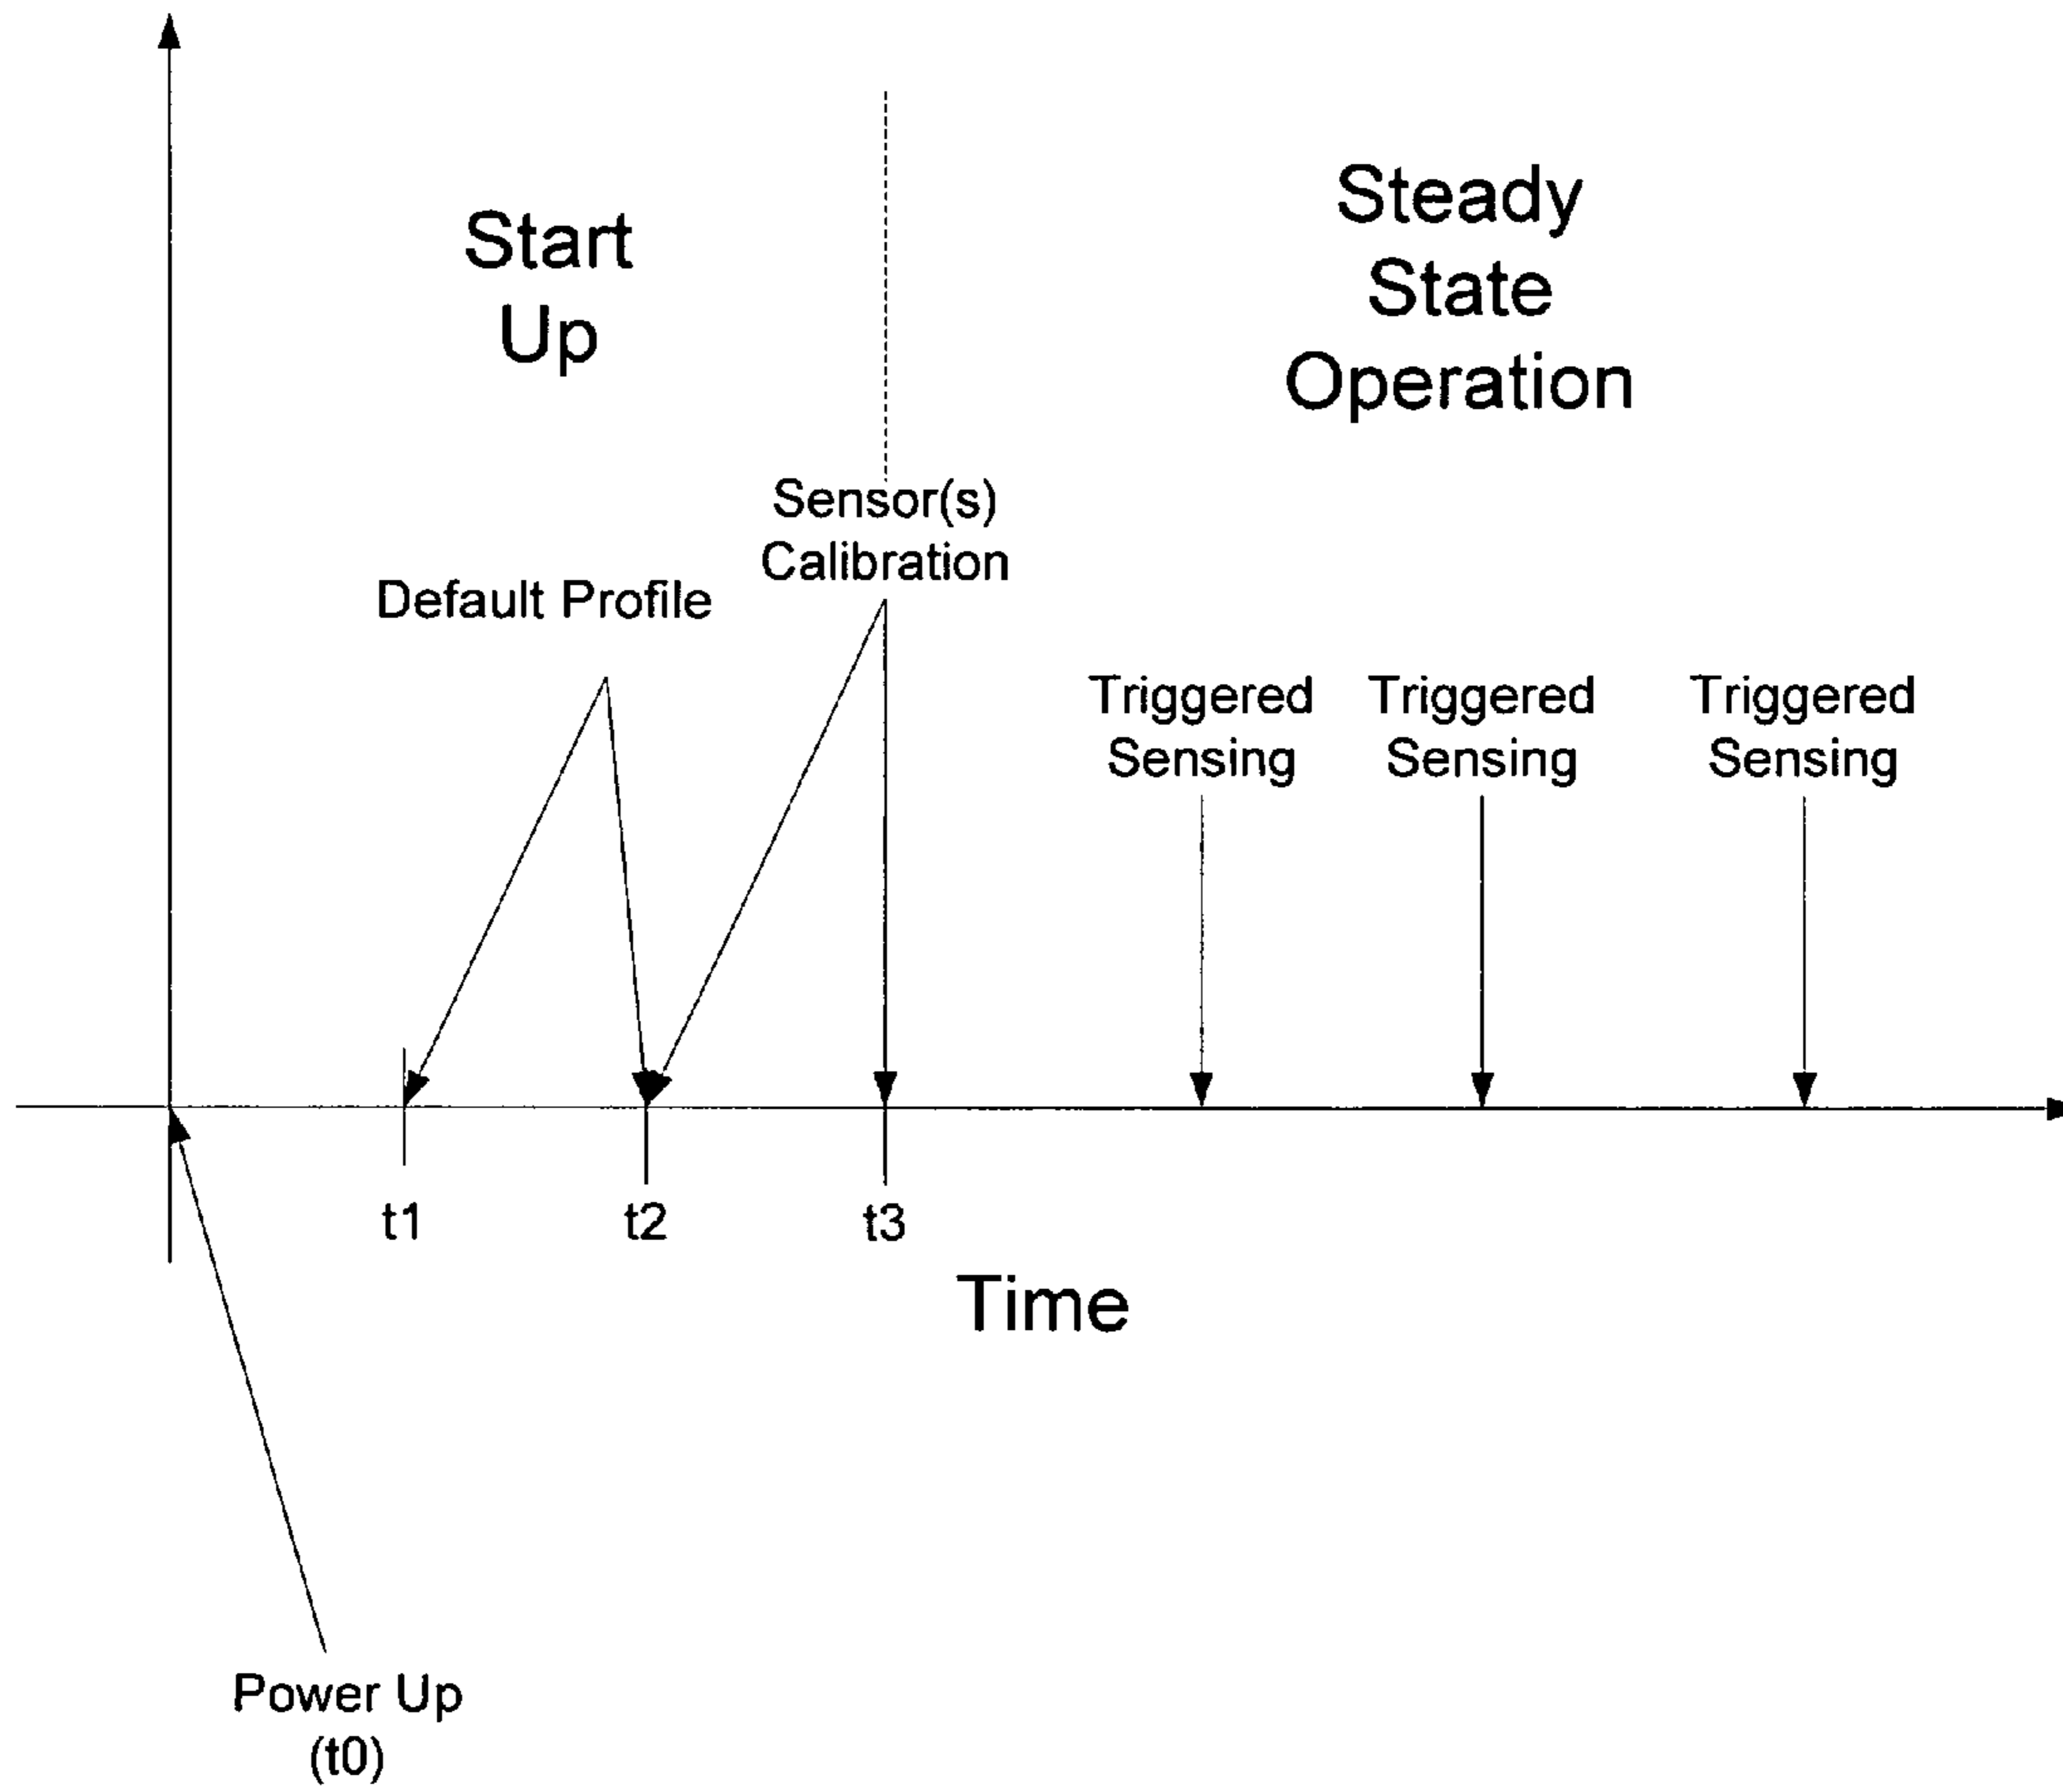 Start
Up
Steady
State
Operation
Sensor(s)
Calibration
Default Profile
Triggered
Sensing
Triggered
Sensing
Triggered
Sensing
t1
t2
t3
Time
Power Up
(t0)